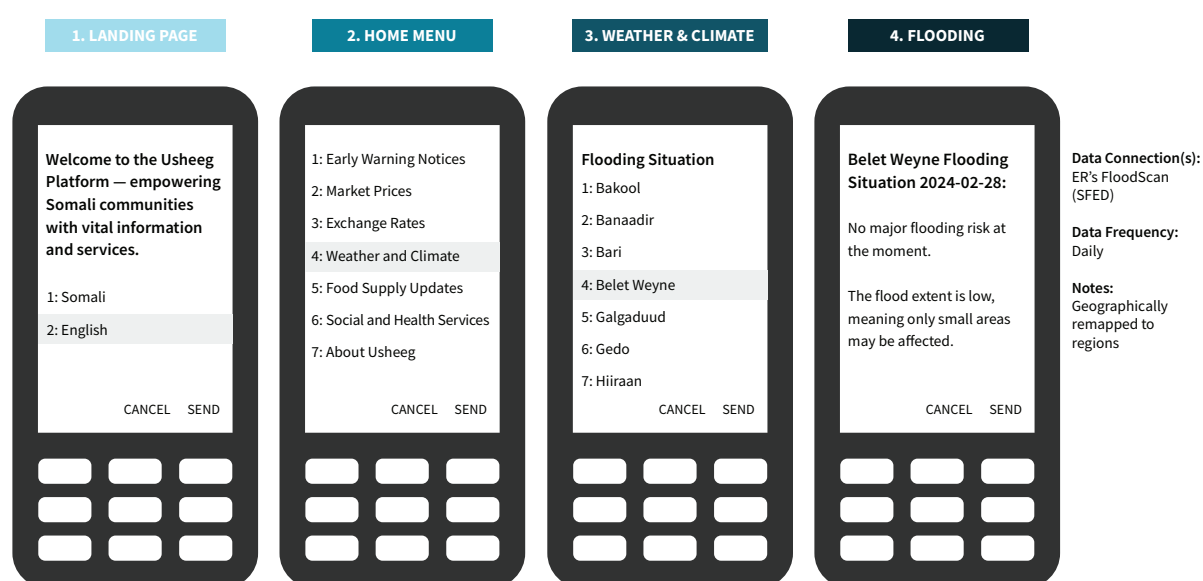 1. LANDING PAGE
2. HOME MENU
3. WEATHER & CLIMATE
4. FLOODING
Welcome to the Usheeg
Platform — empowering
Somali communities
with vital information
and services.
1: Somali
2: English
CANCEL SEND
1: Early Warning Notices
2: Market Prices
3: Exchange Rates
4: Weather and Climate
5: Food Supply Updates
6: Social and Health Services
7: About Usheeg
CANCEL SEND
Flooding Situation
1: Bakool
2: Banaadir
3: Bari
4: Belet Weyne
5: Galgaduud
6: Gedo
7: Hiiraan
CANCEL SEND
Belet Weyne Flooding
Situation 2024-02-28:
No major flooding risk at
the moment.
The flood extent is low,
meaning only small areas
may be affected.
CANCEL SEND
Data Connection(s):
ER’s FloodScan
(SFED)
Data Frequency:
Daily
Notes:
Geographically
remapped to
regions